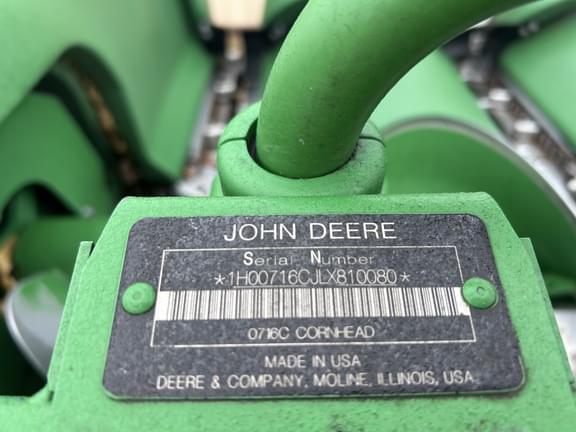 JOHN DEERE
Serial Number
*1H00716CJLX810080*
0716C CORNHEAD
MADE IN USA
DEERE & COMPANY, MOLINE, ILLINOIS, USA